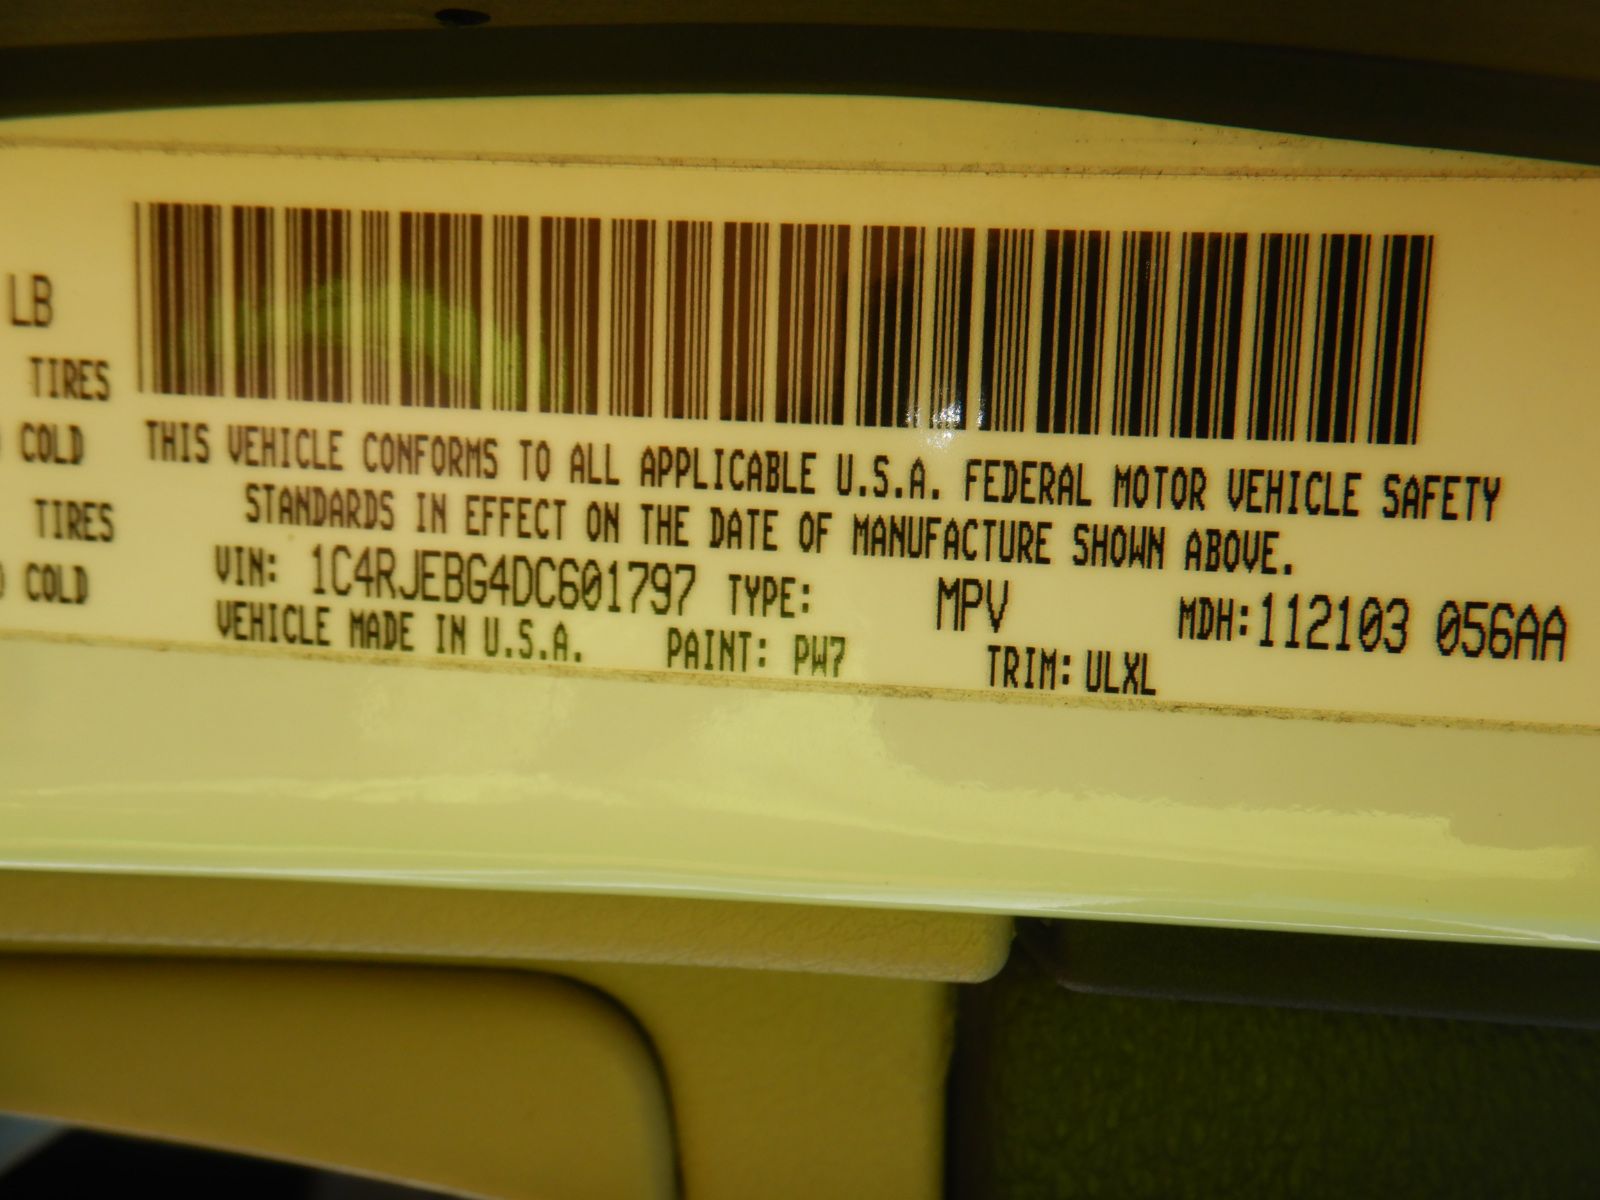 LB
TIRES
COLD
TIRES
COLD
THIS VEHICLE CONFORMS TO ALL APPLICABLE U.S.A. FEDERAL MOTOR VEHICLE SAFETY
STANDARDS IN EFFECT ON THE DATE OF MANUFACTURE SHOWN ABOVE.
VIN: 1C4RJEBG4DC601797 TYPE: MPV MDH:112103 056AA
VEHICLE MADE IN U.S.A. PAINT: PW7 TRIM: ULXL